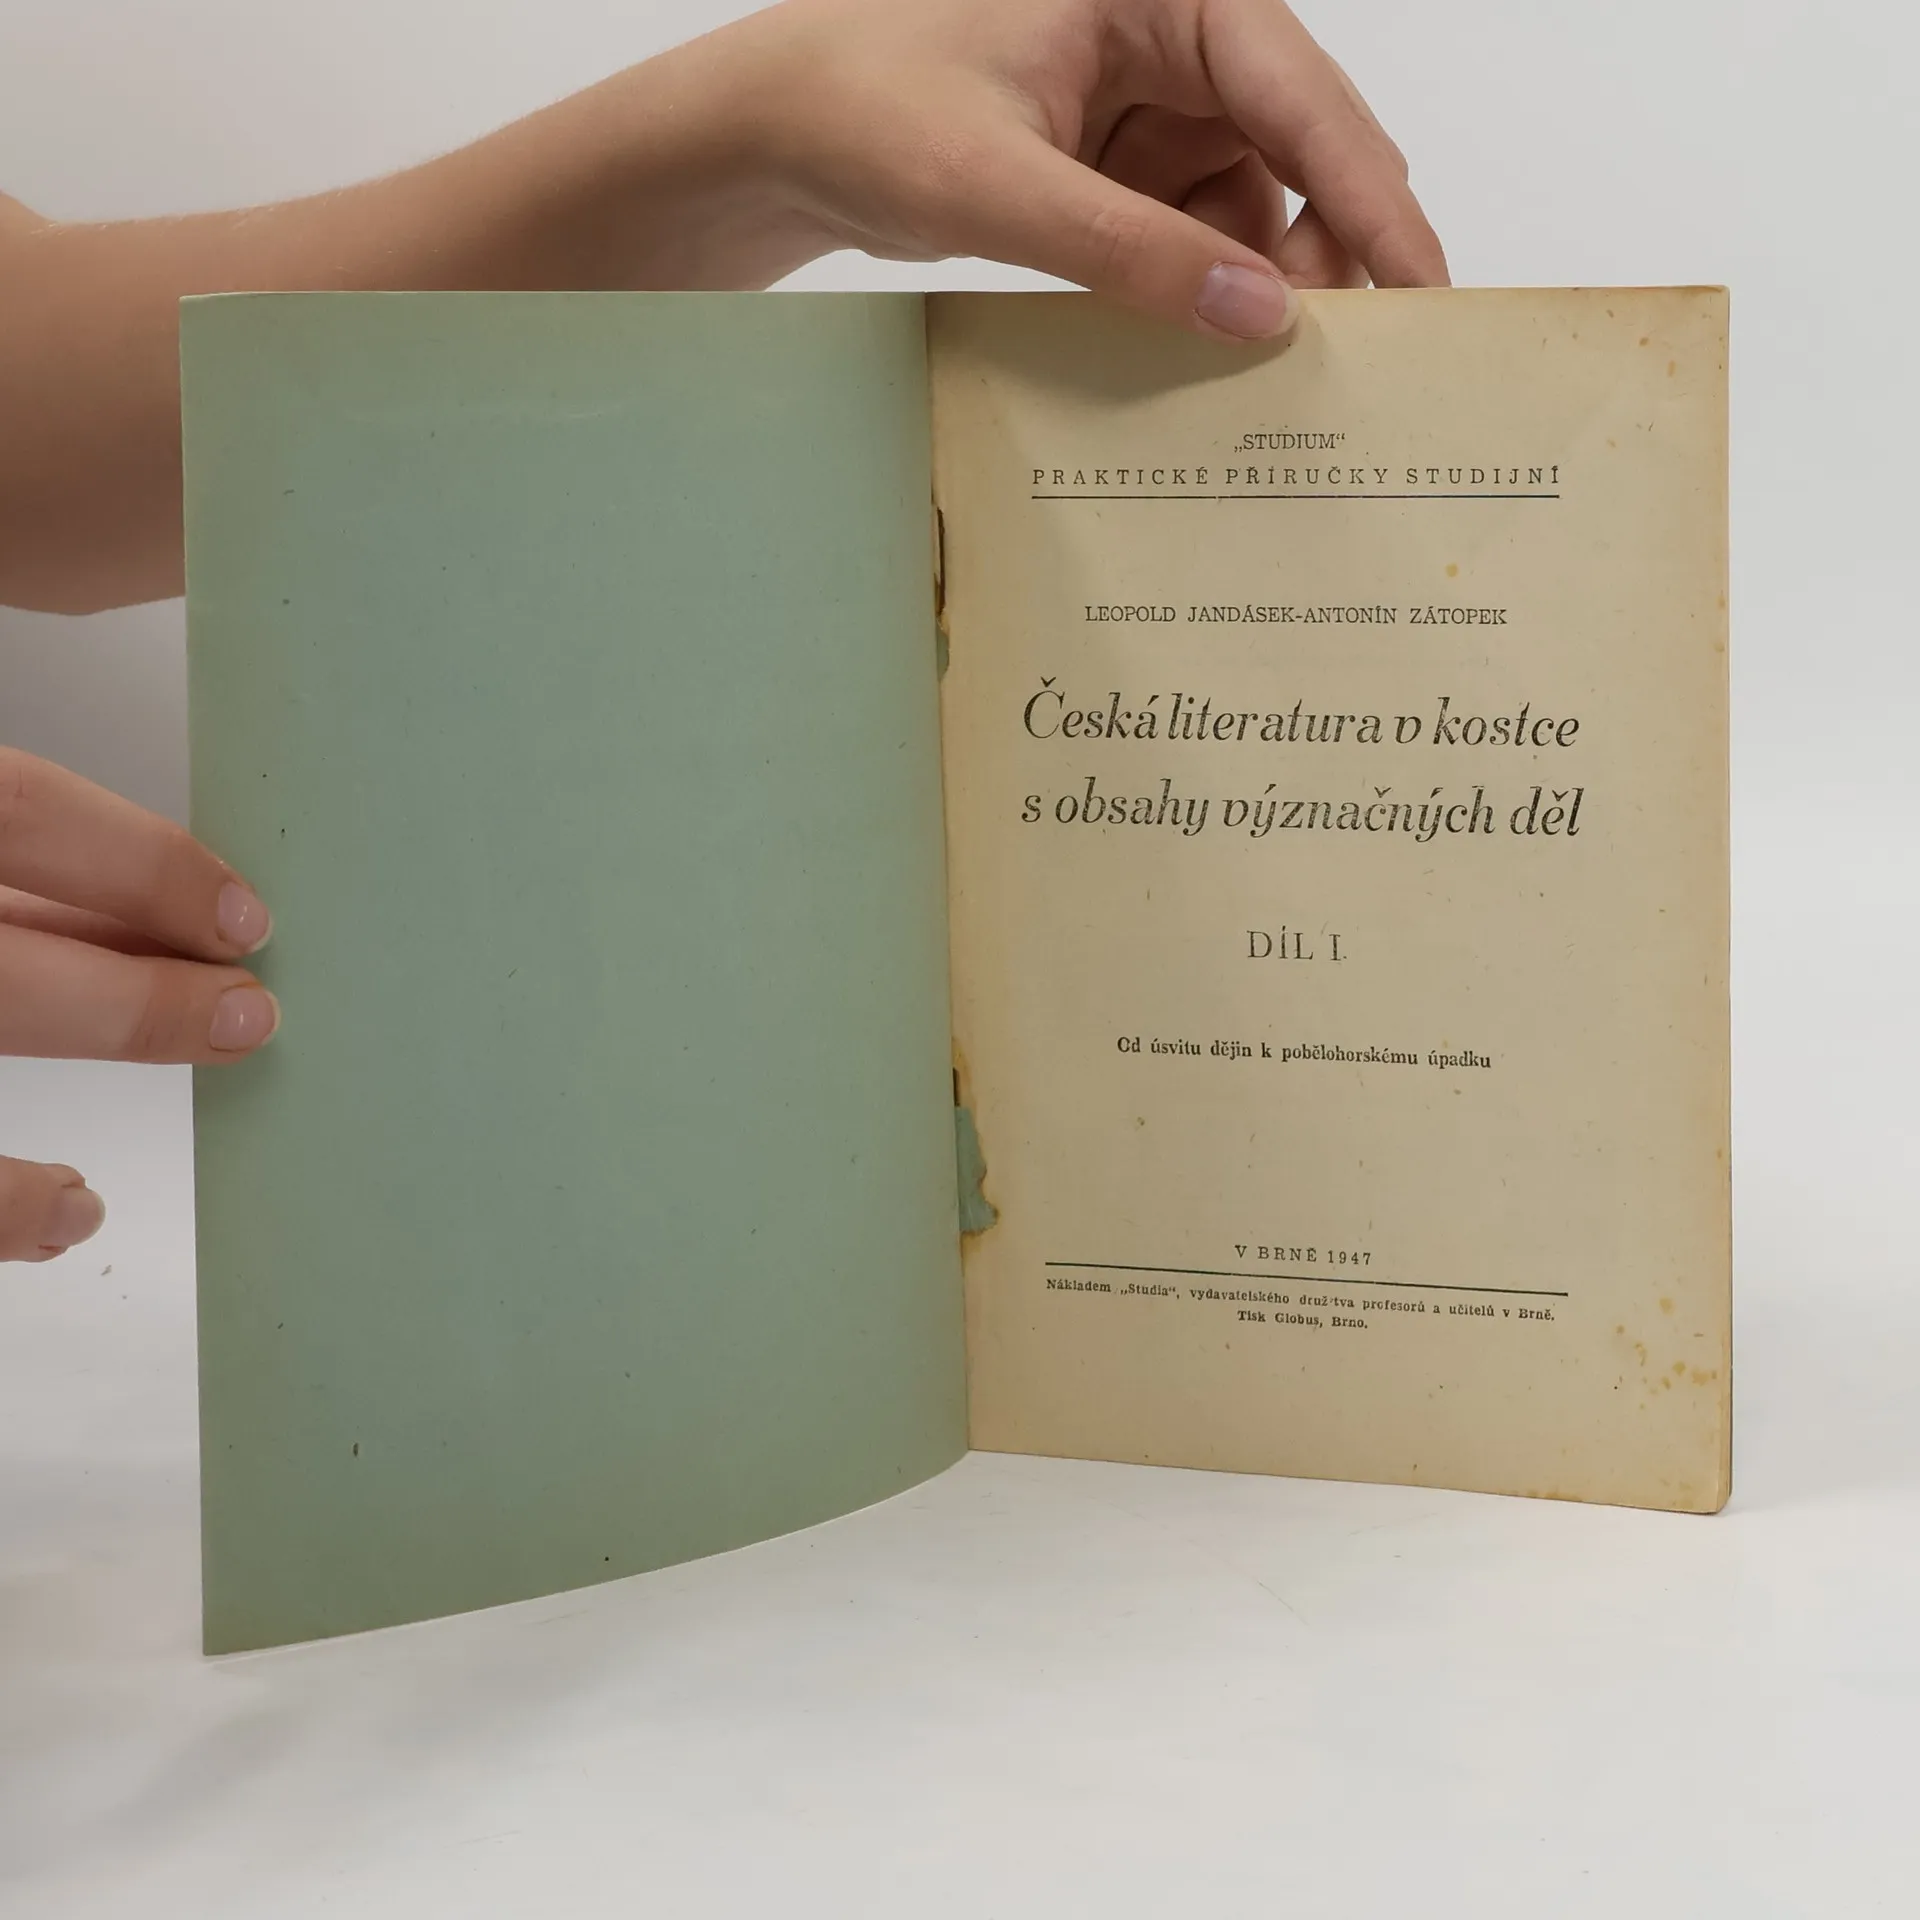 „STUDIUM“
PRAKTICKÉ PŘÍRUČKY STUDIJNÍ
LEOPOLD JANDÁSEK-ANTONÍN ZÁTOPEK
Česká literatura v kostce
s obsahy význačných děl
DÍL I.
Od úsvitu dějin k pobělohorskému úpadku
V BRNĚ 1947
Nákladem „Studia“, vydavatelského družstva profesorů a učitelů v Brně.
Tisk Globus, Brno.